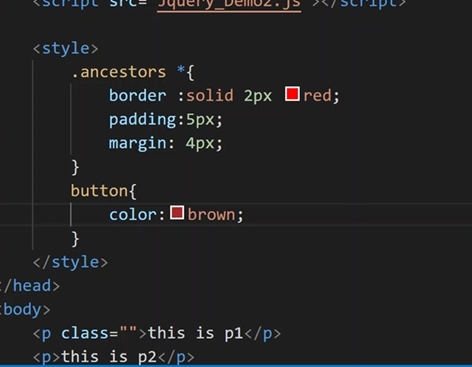 <script src="Jquery_Demo2.js"></script>
<style>
.ancestors *{
border :solid 2px red;
padding:5px;
margin: 4px;
}
button{
color: brown;
}
</style>
</head>
<body>
<p class="">this is p1</p>
<p>this is p2</p>